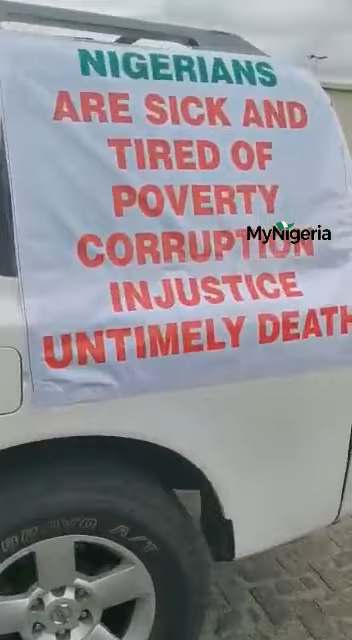 NIGERIANS
ARE SICK AND
TIRED OF
POVERTY
CORRUPTION
MyNigeria
INJUSTICE
UNTIMELY DEATH
A/T